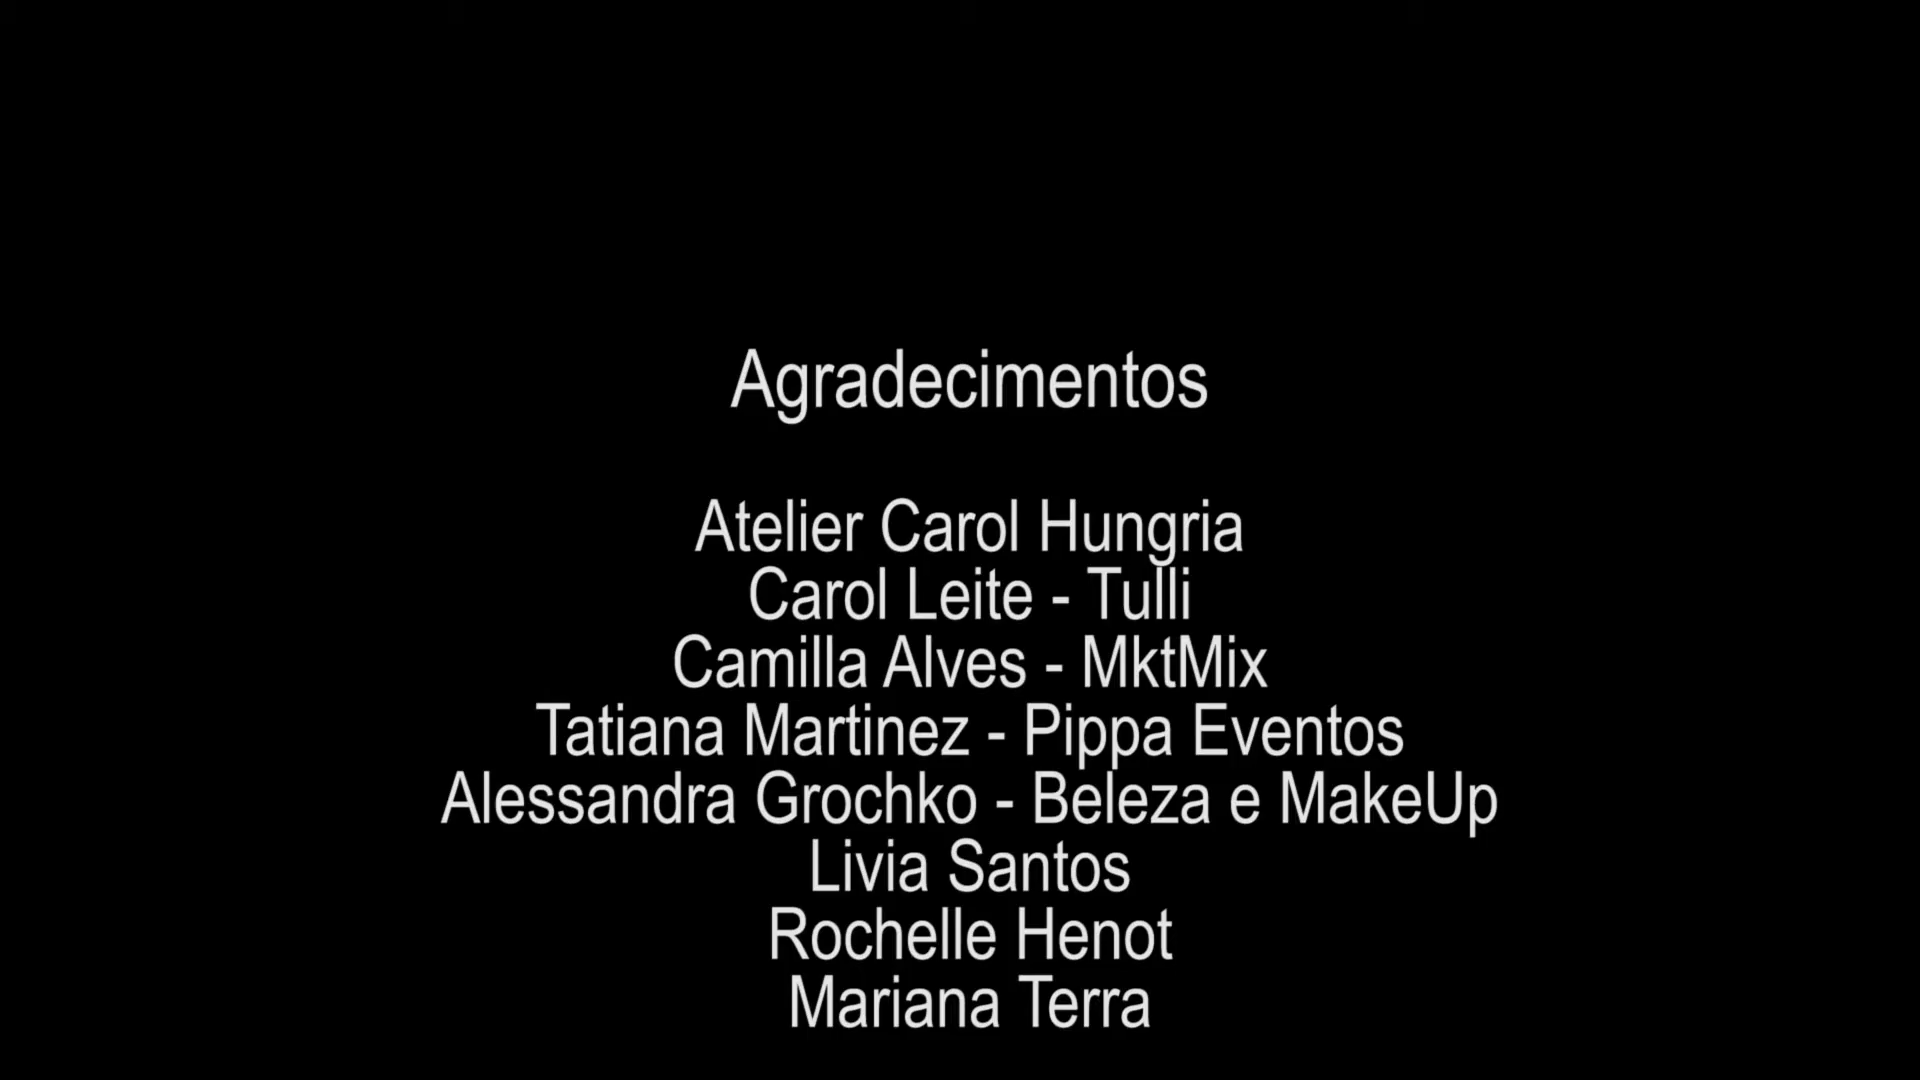 Agradecimentos
Atelier Carol Hungria
Carol Leite - Tulli
Camilla Alves - MktMix
Tatiana Martinez - Pippa Eventos
Alessandra Grochko - Beleza e MakeUp
Livia Santos
Rochelle Henot
Mariana Terra